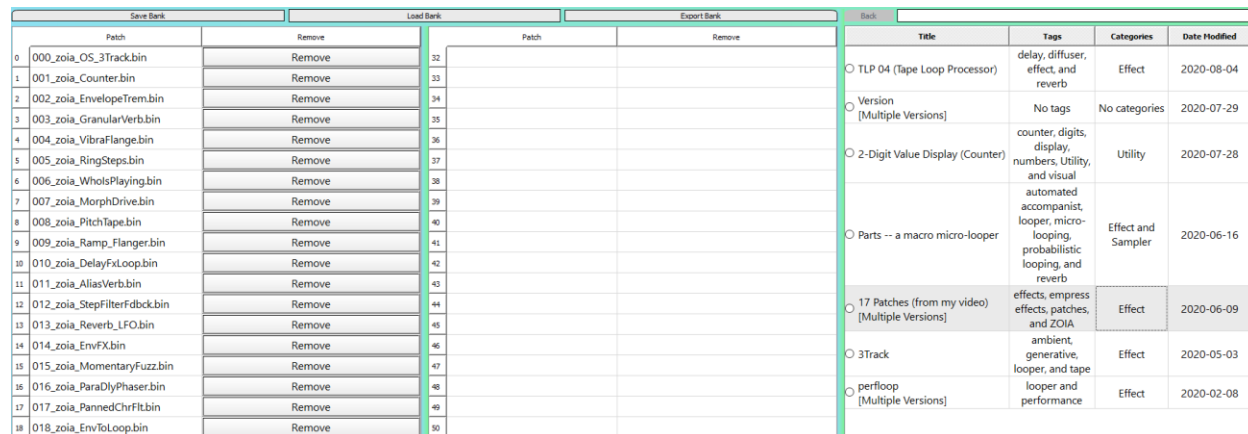 Save Bank Load Bank Export Bank Back
Patch Remove Patch Remove Title Tags Categories Date Modified
0 000_zoia_OS_3Track.bin Remove 32
1 001_zoia_Counter.bin Remove 33
2 002_zoia_EnvelopeTrem.bin Remove 34
3 003_zoia_GranularVerb.bin Remove 35
4 004_zoia_VibraFlange.bin Remove 36
5 005_zoia_RingSteps.bin Remove 37
6 006_zoia_WhoIsPlaying.bin Remove 38
7 007_zoia_MorphDrive.bin Remove 39
8 008_zoia_PitchTape.bin Remove 40
9 009_zoia_Ramp_Flanger.bin Remove 41
10 010_zoia_DelayFxLoop.bin Remove 42
11 011_zoia_AliasVerb.bin Remove 43
12 012_zoia_StepFilterFdbck.bin Remove 44
13 013_zoia_Reverb_LFO.bin Remove 45
14 014_zoia_EnvFX.bin Remove 46
15 015_zoia_MomentaryFuzz.bin Remove 47
16 016_zoia_ParaDlyPhaser.bin Remove 48
17 017_zoia_PannedChrFlt.bin Remove 49
18 018_zoia_EnvToLoop.bin Remove 50
delay, diffuser,
TLP 04 (Tape Loop Processor) effect, and Effect 2020-08-04
reverb
Version
[Multiple Versions] No tags No categories 2020-07-29
counter, digits,
display,
2-Digit Value Display (Counter) numbers, Utility, Utility 2020-07-28
and visual
automated
accompanist,
looper, micro-
Parts -- a macro micro-looper looping, Effect and 2020-06-16
probabilistic Sampler
looping, and
reverb
effects, empress
17 Patches (from my video) effects, patches, Effect 2020-06-09
[Multiple Versions] and ZOIA
ambient,
3Track generative, Effect 2020-05-03
looper, and tape
perfloop looper and Effect 2020-02-08
[Multiple Versions] performance